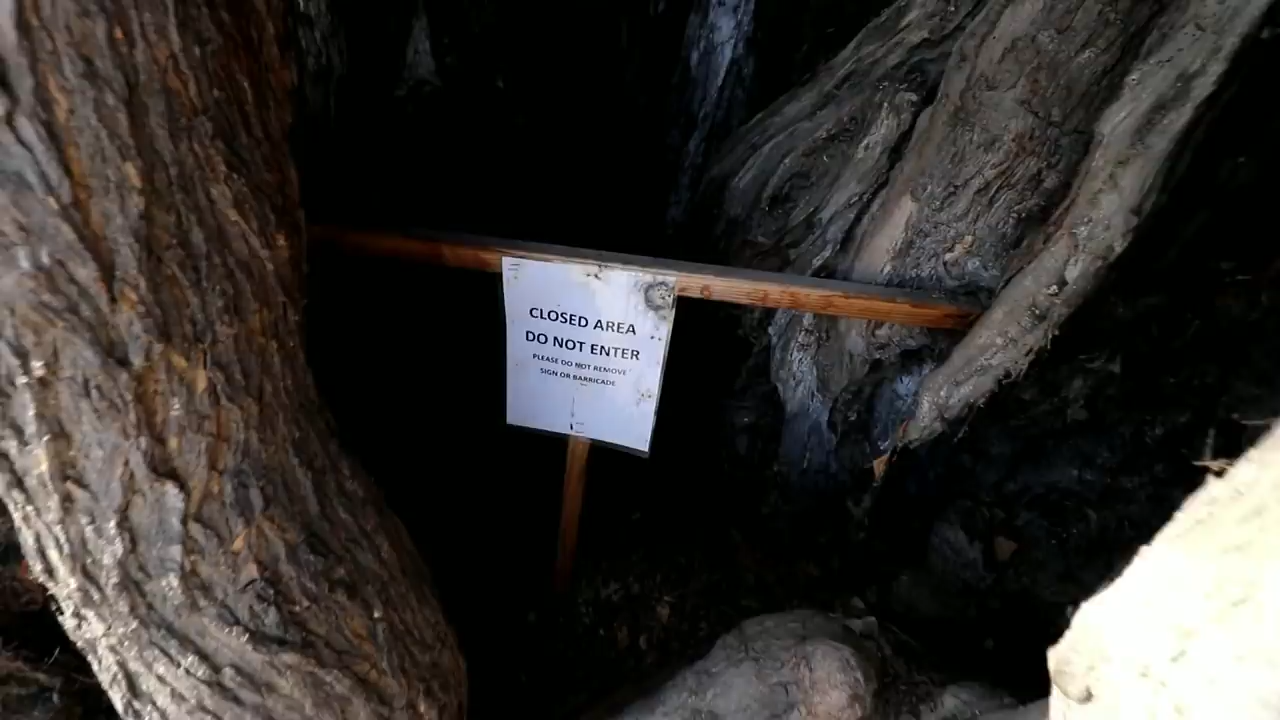 CLOSED AREA
DO NOT ENTER
PLEASE DO NOT REMOVE
SIGN OR BARRICADE